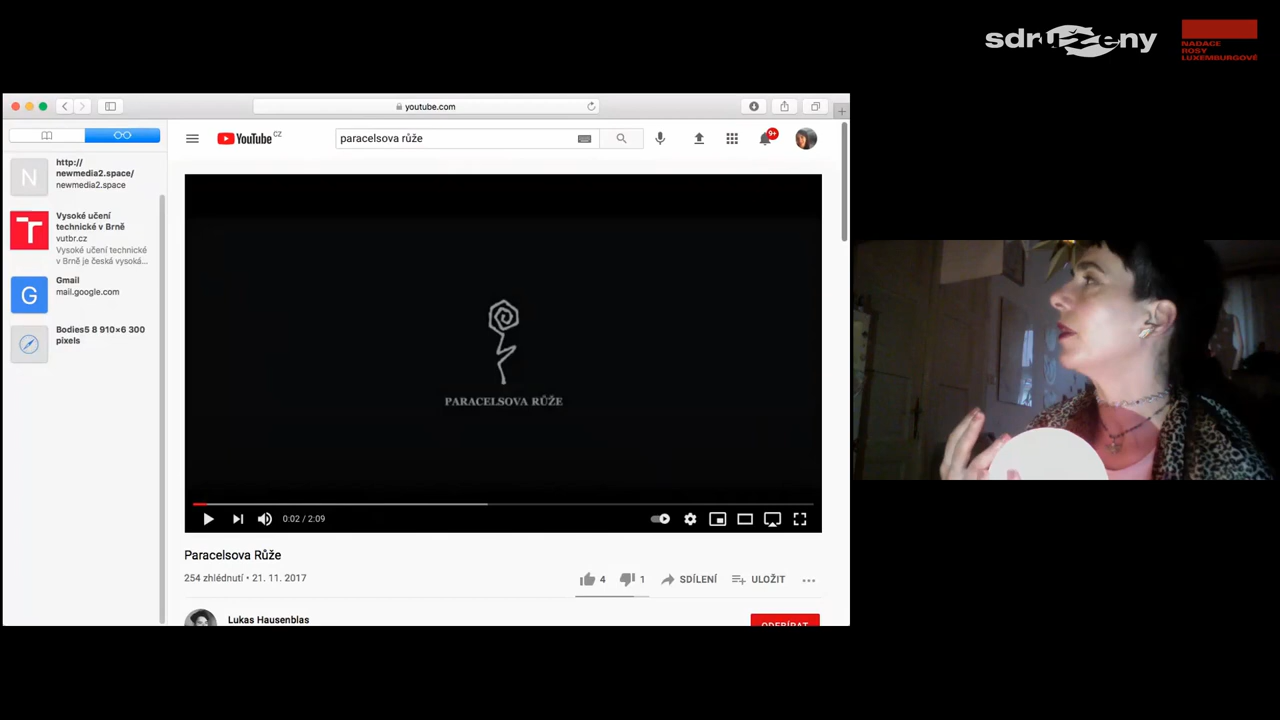 sdruženy
NADACE
ROSY
LUXEMBURGOVÉ
youtube.com
YouTube CZ
paracelsova růže
9+
N
http://
newmedia2.space/
newmedia2.space
T
Vysoké učení
technické v Brně
vutbr.cz
Vysoké učení technické
v Brně je česká vysoká...
G
Gmail
mail.google.com
Bodies5 8 910×6 300
pixels
PARACELSOVA RŮŽE
0:02 / 2:09
Paracelsova Růže
254 zhlédnutí • 21. 11. 2017
4
1
SDÍLENÍ
ULOŽIT
Lukas Hausenblas
ODEBÍRAT